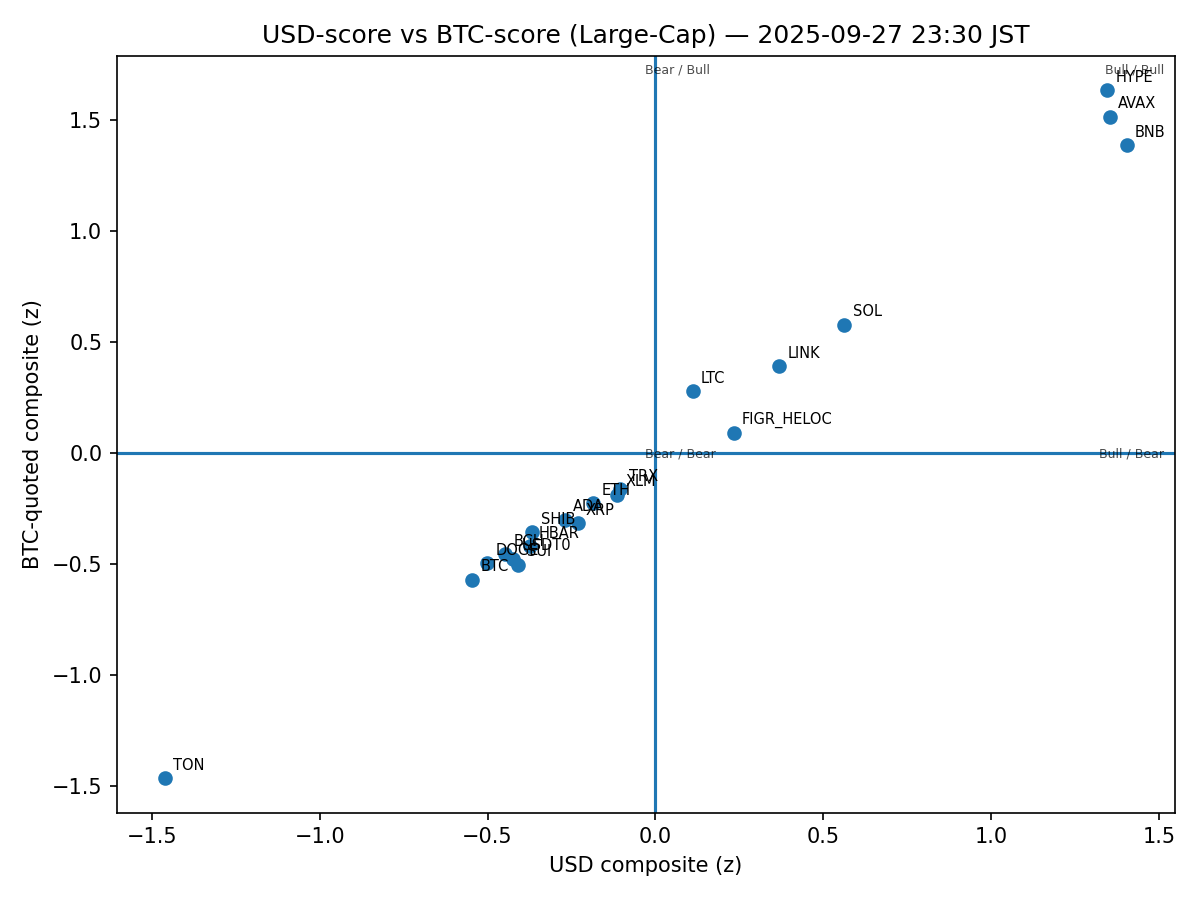 USD-score vs BTC-score (Large-Cap) — 2025-09-27 23:30 JST
Bear / Bull
Bull / Bull
HYPE
AVAX
BNB
SOL
LINK
LTC
FIGR_HELOC
Bear / Bear
Bull / Bear
TRX
XLM
ETH
ADA
XRP
SHIB
HBAR
USDT0
DOGE
BTC
TON
1.5
1.0
0.5
0.0
−0.5
−1.0
−1.5
BTC-quoted composite (z)
−1.5
−1.0
−0.5
0.0
0.5
1.0
1.5
USD composite (z)